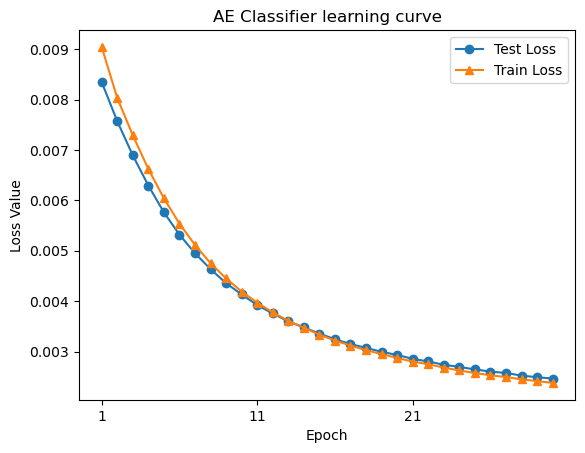 AE Classifier learning curve
Test Loss
Train Loss
0.009
0.008
0.007
0.006
0.005
0.004
0.003
Loss Value
1
11
21
Epoch